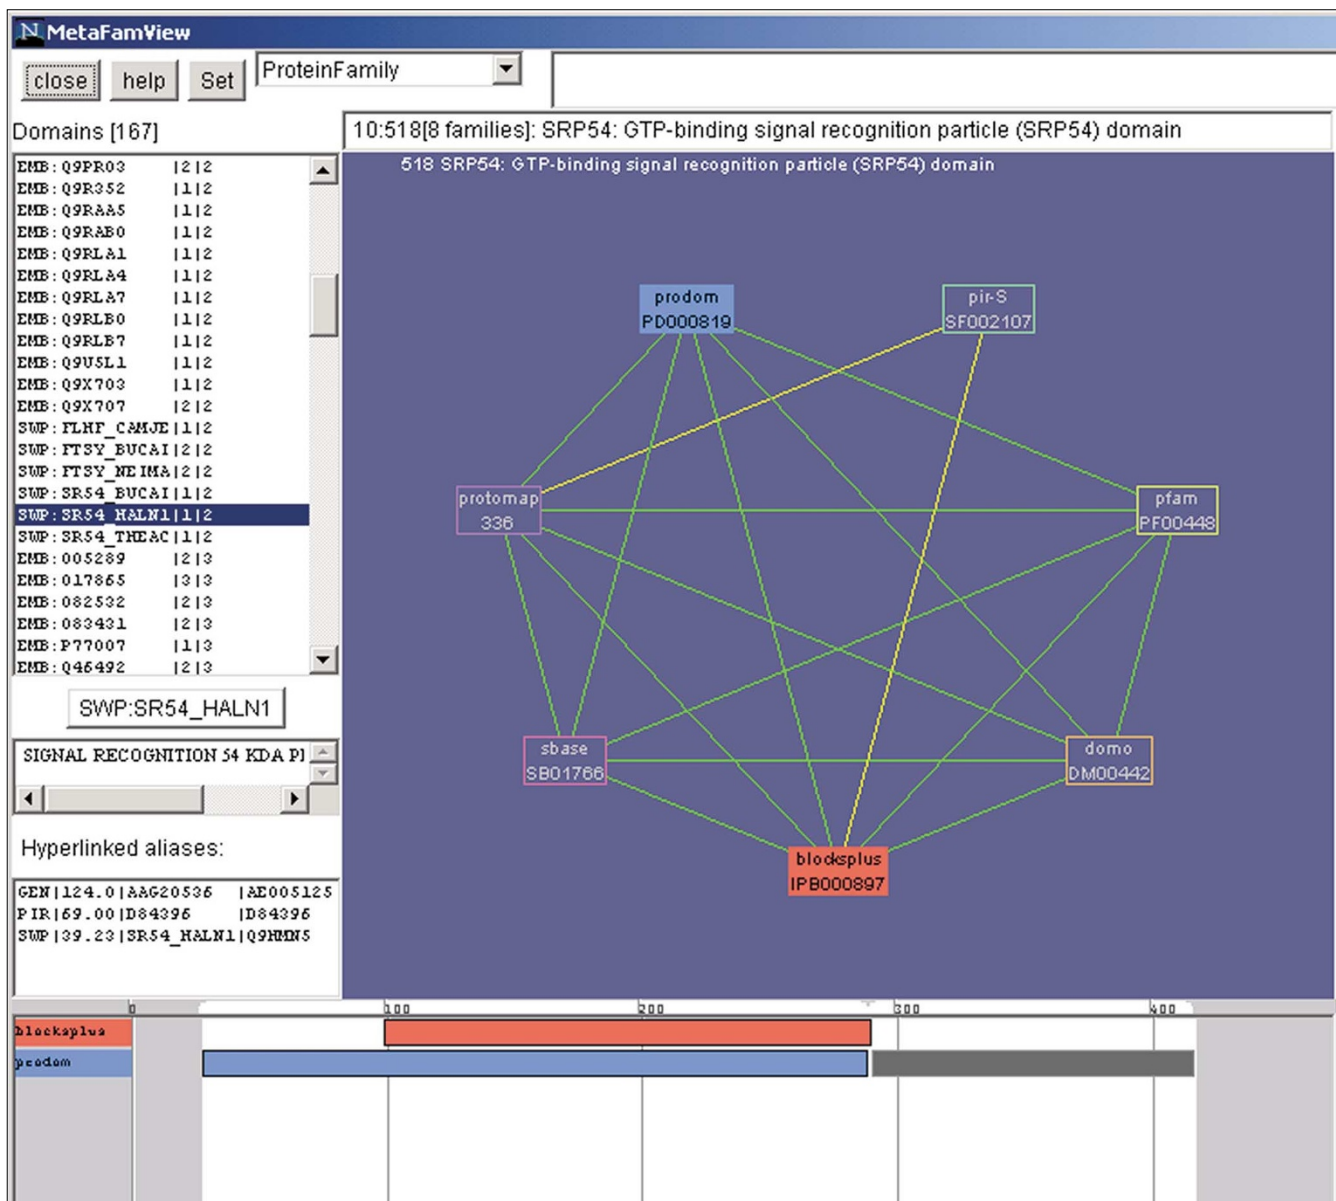 MetaFamView
close help Set ProteinFamily
Domains [167]
10:518[8 families]: SRP54: GTP-binding signal recognition particle (SRP54) domain
EMB:Q9PR03 |2|2
EMB:Q9R352 |1|2
EMB:Q9RAA5 |1|2
EMB:Q9RAB0 |1|2
EMB:Q9RLA1 |1|2
EMB:Q9RLA4 |1|2
EMB:Q9RLA7 |1|2
EMB:Q9RLB0 |1|2
EMB:Q9RLB7 |1|2
EMB:Q9U5L1 |1|2
EMB:Q9X703 |1|2
EMB:Q9X707 |2|2
SWP:FLHF_CAMJE|1|2
SWP:FTSY_BUCAI|2|2
SWP:FTSY_NEIMA|2|2
SWP:SR54_BUCAI|1|2
SWP:SR54_HALN1|1|2
SWP:SR54_THEAC|1|2
EMB:005289 |2|3
EMB:017865 |3|3
EMB:082532 |2|3
EMB:083431 |2|3
EMB:P77007 |1|3
EMB:Q46492 |2|3
SWP:SR54_HALN1
SIGNAL RECOGNITION 54 KDA PI
Hyperlinked aliases:
GEN|124.0|AAG20536 |AE005125
PIR|69.00|D84396 |D84396
SWP|39.23|SR54_HALN1|Q9HMN5
518 SRP54: GTP-binding signal recognition particle (SRP54) domain
prodom
PD000819
pir-S
SF002107
protomap
336
pfam
PF00448
sbase
SB01766
domo
DM00442
blocksplus
IPB000897
0 100 200 300 400
blocksplus
prodom